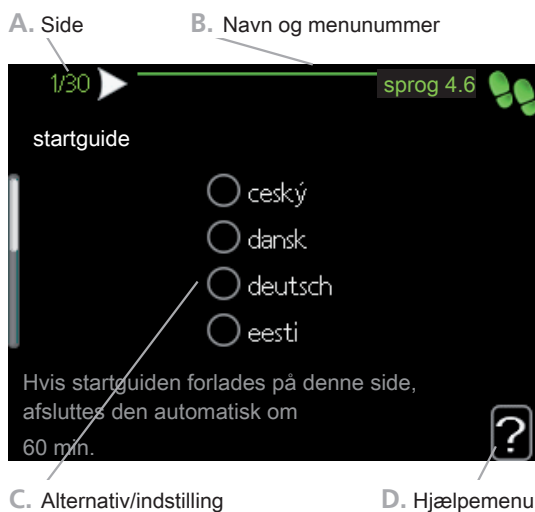 A. Side
B. Navn og menunummer
1/30
sprog 4.6
startguide
ceský
dansk
deutsch
eesti
Hvis startguiden forlades på denne side,
afsluttes den automatisk om
60 min.
?
C. Alternativ/indstilling
D. Hjælpemenu